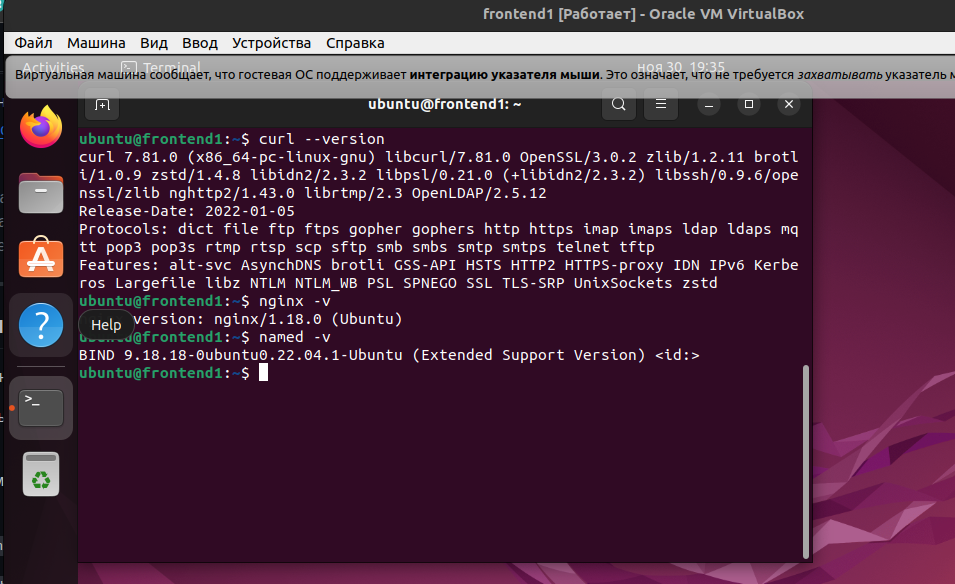 frontend1 [Работает] - Oracle VM VirtualBox
Файл Машина Вид Ввод Устройства Справка
Activities Terminal ноя 30 19:35
Виртуальная машина сообщает, что гостевая ОС поддерживает интеграцию указателя мыши. Это означает, что не требуется захватывать указатель м
ubuntu@frontend1: ~
ubuntu@frontend1:~$ curl --version
curl 7.81.0 (x86_64-pc-linux-gnu) libcurl/7.81.0 OpenSSL/3.0.2 zlib/1.2.11 brotl
i/1.0.9 zstd/1.4.8 libidn2/2.3.2 libpsl/0.21.0 (+libidn2/2.3.2) libssh/0.9.6/ope
nssl/zlib nghttp2/1.43.0 librtmp/2.3 OpenLDAP/2.5.12
Release-Date: 2022-01-05
Protocols: dict file ftp ftps gopher gophers http https imap imaps ldap ldaps mq
tt pop3 pop3s rtmp rtsp scp sftp smb smbs smtp smtps telnet tftp
Features: alt-svc AsynchDNS brotli GSS-API HSTS HTTP2 HTTPS-proxy IDN IPv6 Kerbe
ros Largefile libz NTLM NTLM_WB PSL SPNEGO SSL TLS-SRP UnixSockets zstd
ubuntu@frontend1:~$ nginx -v
Help version: nginx/1.18.0 (Ubuntu)
ubuntu@frontend1:~$ named -v
BIND 9.18.18-0ubuntu0.22.04.1-Ubuntu (Extended Support Version) <id:>
ubuntu@frontend1:~$